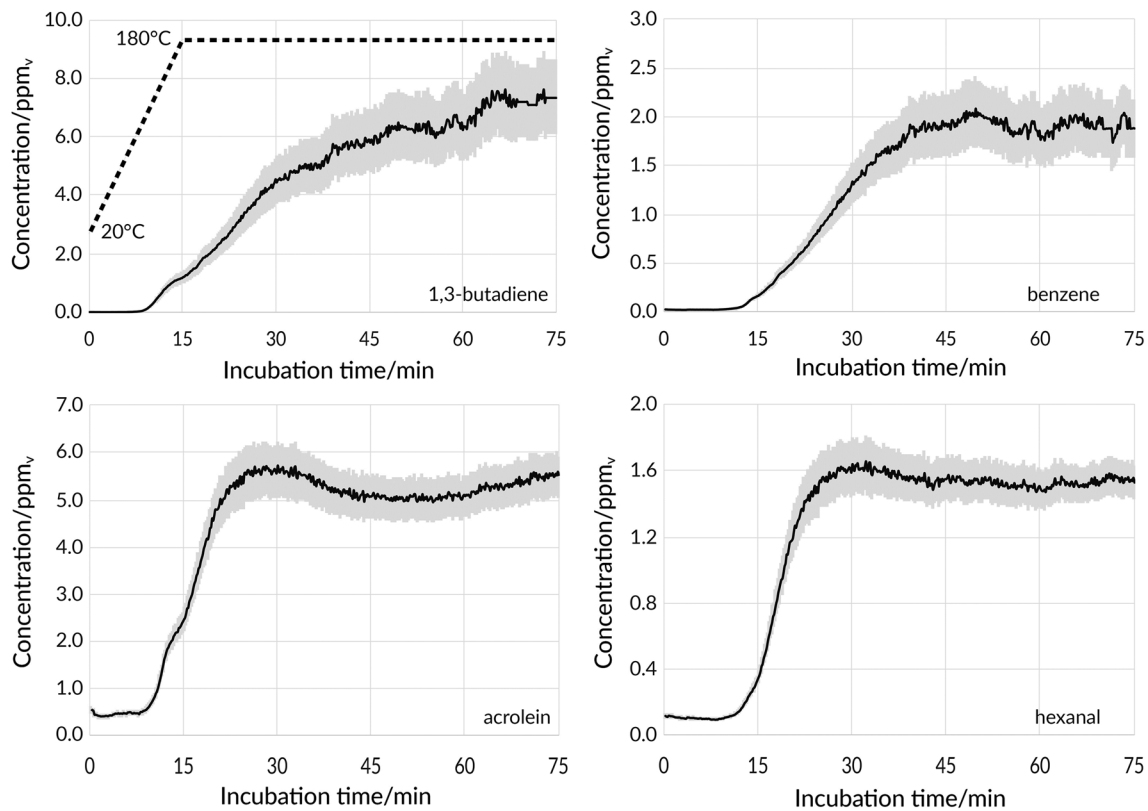 Concentration/ppmᵥ
10.0
8.0
6.0
4.0
2.0
0.0
180°C
20°C
1,3-butadiene
0 15 30 45 60 75
Incubation time/min
Concentration/ppmᵥ
3.0
2.5
2.0
1.5
1.0
0.5
0.0
benzene
0 15 30 45 60 75
Incubation time/min
Concentration/ppmᵥ
7.0
6.0
5.0
4.0
3.0
2.0
1.0
0.0
acrolein
0 15 30 45 60 75
Incubation time/min
Concentration/ppmᵥ
2.0
1.6
1.2
0.8
0.4
0.0
hexanal
0 15 30 45 60 75
Incubation time/min